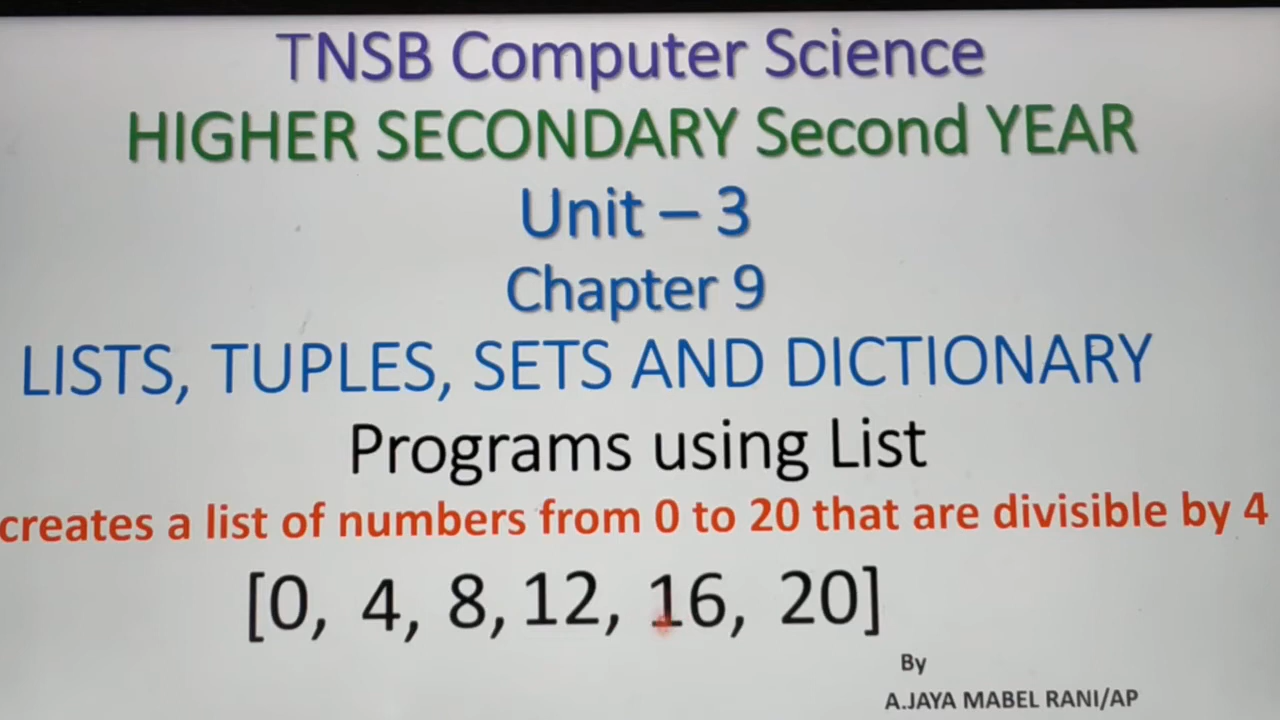 TNSB Computer Science
HIGHER SECONDARY Second YEAR
Unit – 3
Chapter 9
LISTS, TUPLES, SETS AND DICTIONARY
Programs using List
creates a list of numbers from 0 to 20 that are divisible by 4
[0, 4, 8, 12, 16, 20]
By
A.JAYA MABEL RANI/AP